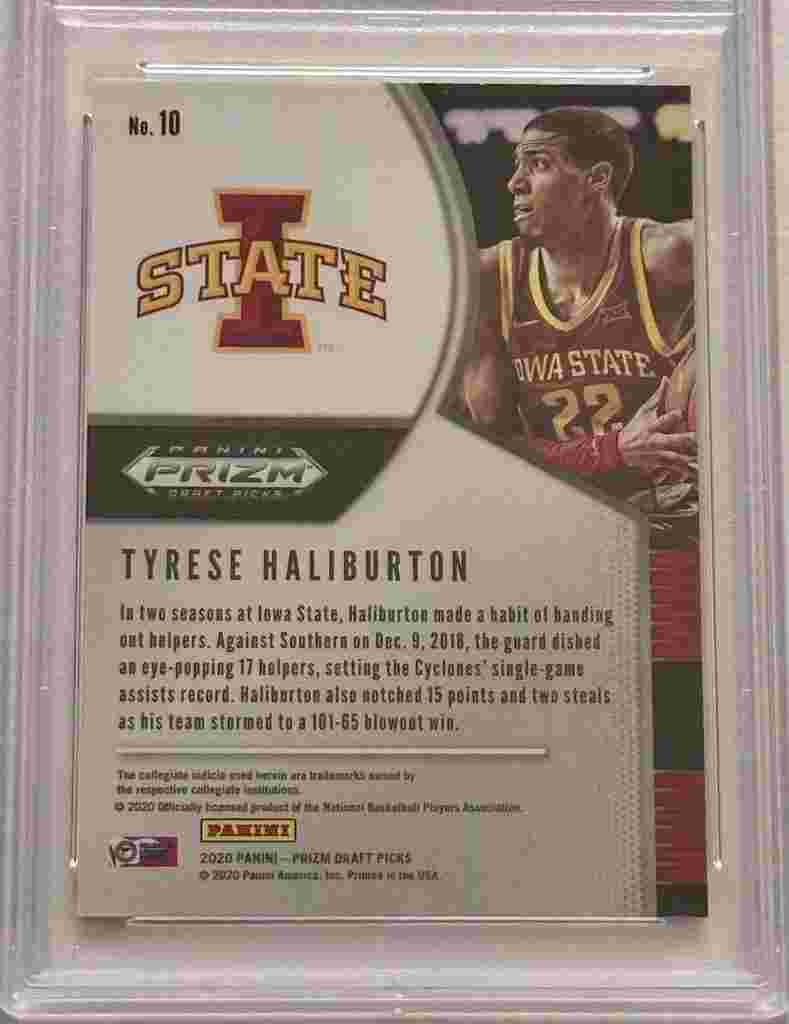 No. 10
I
STATE
TM
IOWA STATE
22
PANINI
PRIZM
DRAFT PICKS
TYRESE HALIBURTON
In two seasons at Iowa State, Haliburton made a habit of handing
out helpers. Against Southern on Dec. 9, 2018, the guard dished
an eye-popping 17 helpers, setting the Cyclones' single-game
assists record. Haliburton also notched 15 points and two steals
as his team stormed to a 101-65 blowout win.
The collegiate indicia used herein are trademarks owned by
the respective collegiate institutions.
© 2020 Officially licensed product of the National Basketball Players Association.
PANINI
2020 PANINI – PRIZM DRAFT PICKS
© 2020 Panini America, Inc. Printed in the USA.